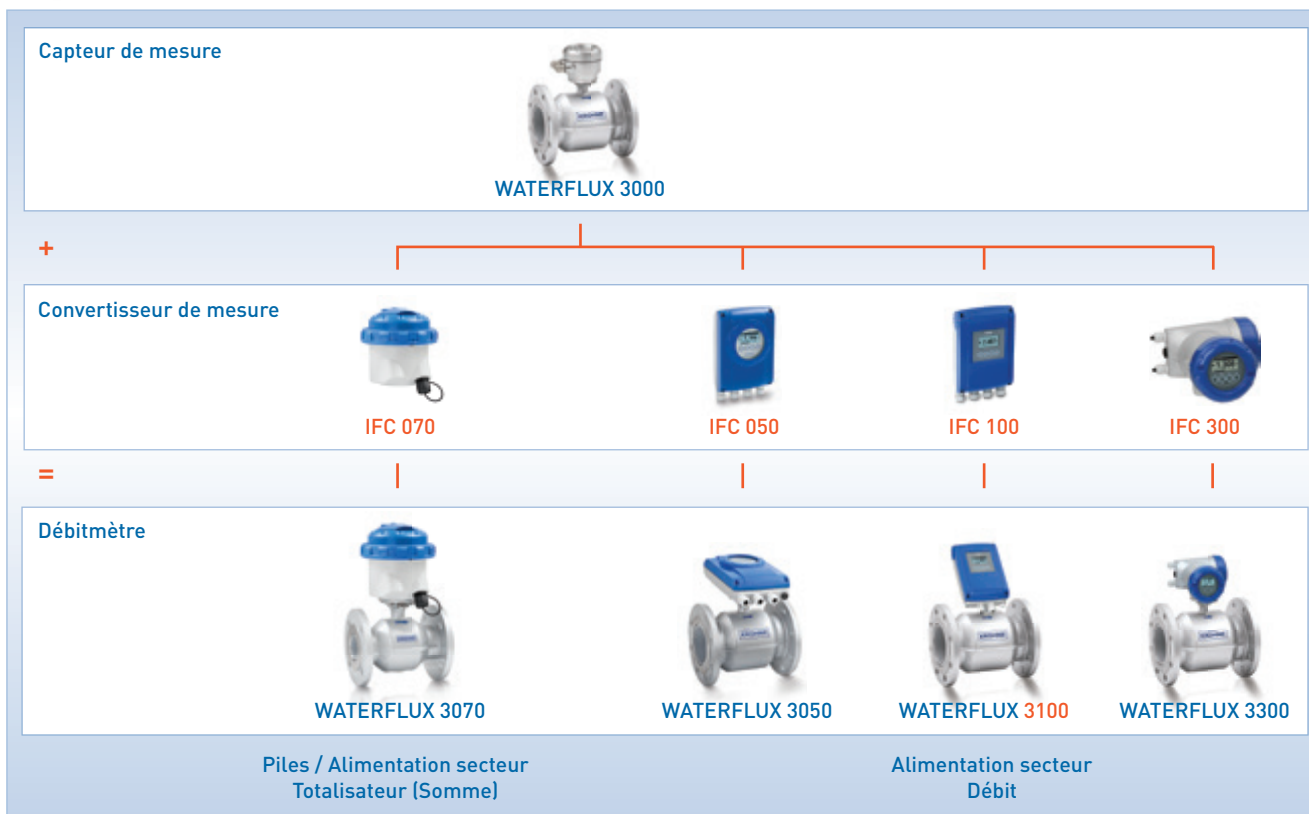 Capteur de mesure
WATERFLUX 3000
+
Convertisseur de mesure
IFC 070
IFC 050
IFC 100
IFC 300
=
Débitmètre
WATERFLUX 3070
WATERFLUX 3050
WATERFLUX 3100
WATERFLUX 3300
Piles / Alimentation secteur
Totalisateur (Somme)
Alimentation secteur
Débit